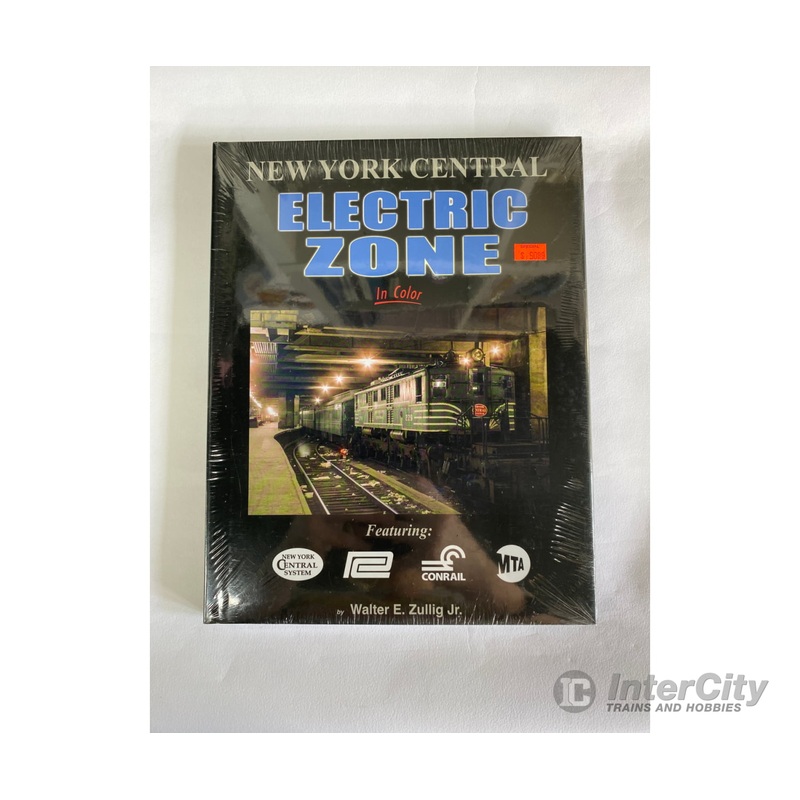 NEW YORK CENTRAL
ELECTRIC
ZONE
In Color
Featuring:
NEW YORK
CENTRAL
SYSTEM
CONRAIL
MTA
by Walter E. Zullig Jr.
IC InterCity
TRAINS AND HOBBIES